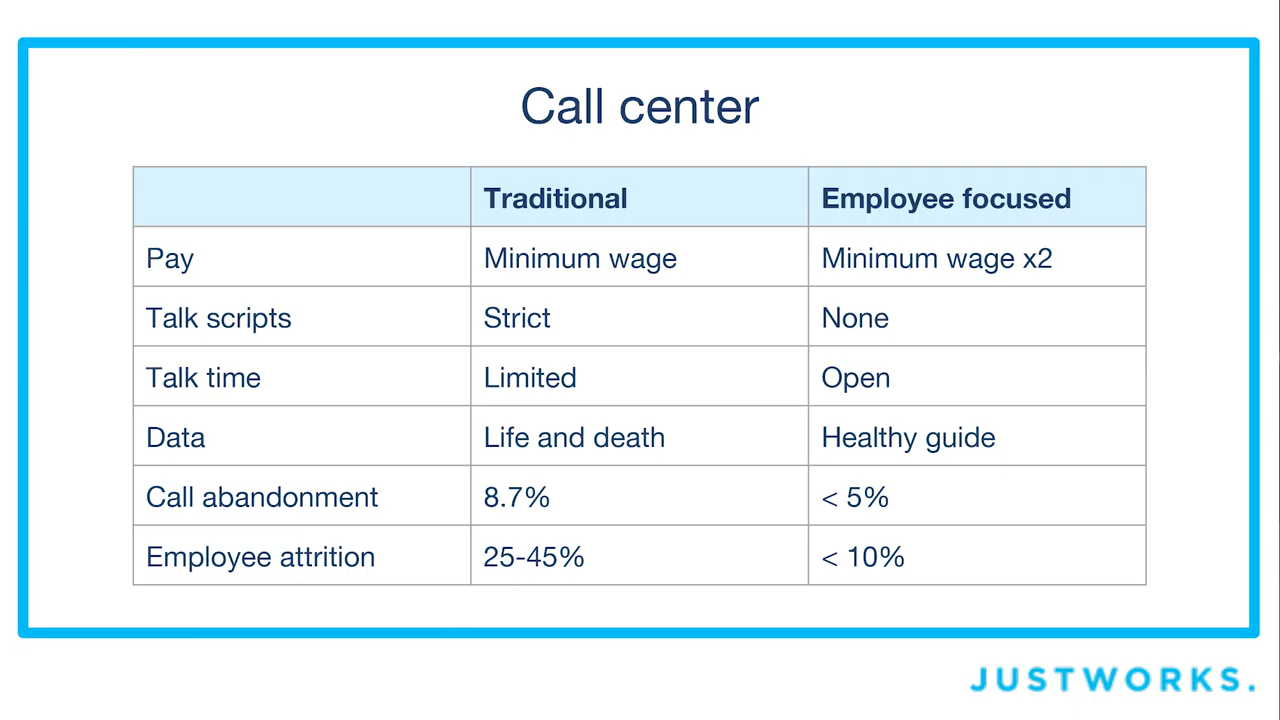 Call center
Traditional Employee focused
Pay Minimum wage Minimum wage x2
Talk scripts Strict None
Talk time Limited Open
Data Life and death Healthy guide
Call abandonment 8.7% < 5%
Employee attrition 25-45% < 10%
JUSTWORKS.